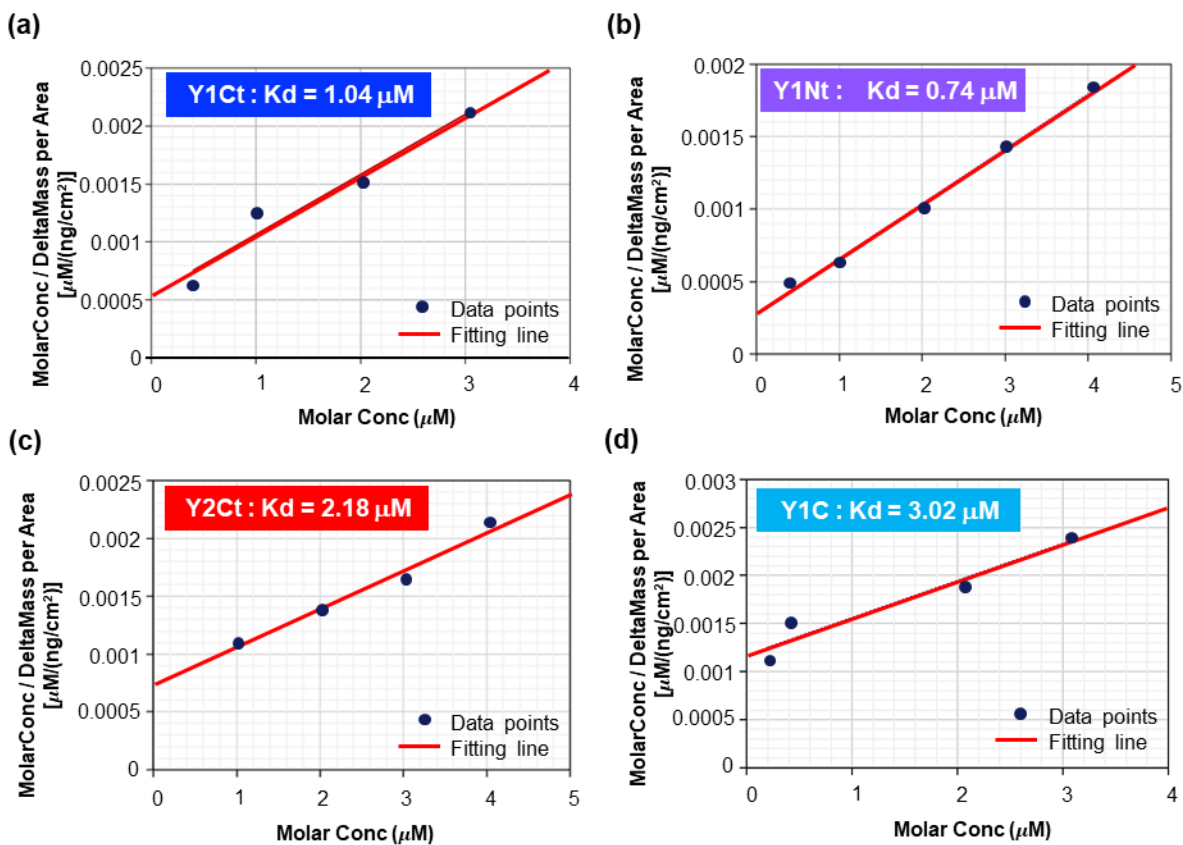 (a)
MolarConc / DeltaMass per Area
[μM/(ng/cm²)]
0.0025
0.002
0.0015
0.001
0.0005
0
Y1Ct : Kd = 1.04 μM
Data points
Fitting line
0 1 2 3 4
Molar Conc (μM)
(b)
MolarConc / DeltaMass per Area
[μM/(ng/cm²)]
0.002
0.0015
0.001
0.0005
0
Y1Nt : Kd = 0.74 μM
Data points
Fitting line
0 1 2 3 4 5
Molar Conc (μM)
(c)
MolarConc / DeltaMass per Area
[μM/(ng/cm²)]
0.0025
0.002
0.0015
0.001
0.0005
0
Y2Ct : Kd = 2.18 μM
Data points
Fitting line
0 1 2 3 4 5
Molar Conc (μM)
(d)
MolarConc / DeltaMass per Area
[μM/(ng/cm²)]
0.003
0.0025
0.002
0.0015
0.001
0.0005
0
Y1C : Kd = 3.02 μM
Data points
Fitting line
0 1 2 3 4
Molar Conc (μM)